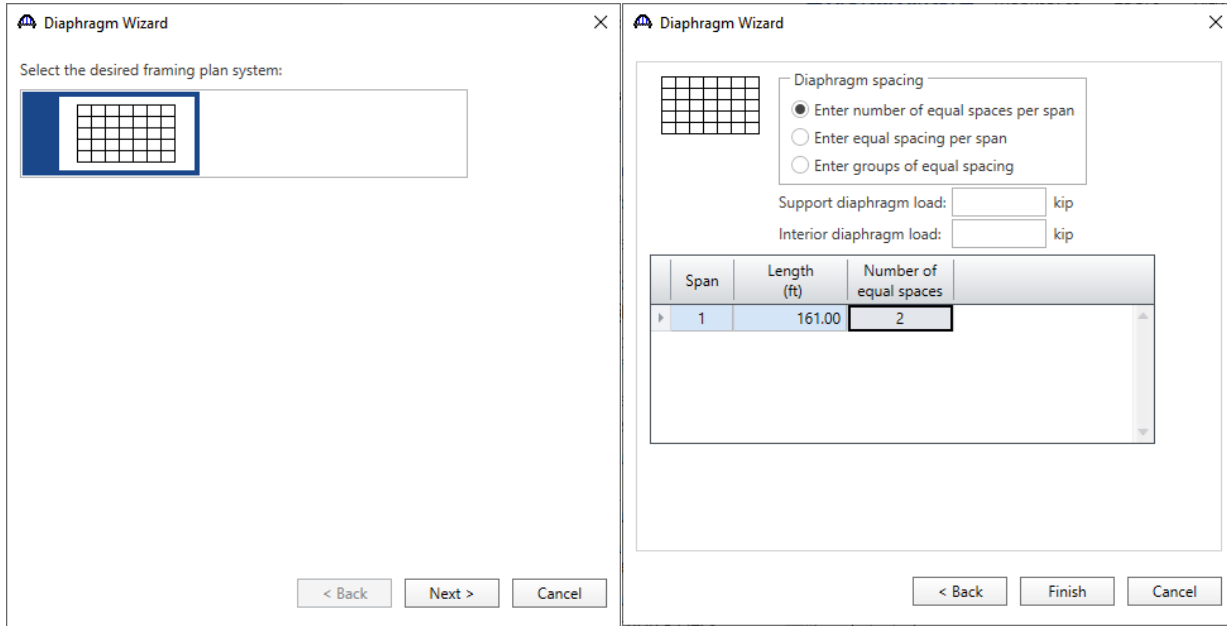 Diaphragm Wizard
Select the desired framing plan system:
< Back
Next >
Cancel
Diaphragm Wizard
Diaphragm spacing
Enter number of equal spaces per span
Enter equal spacing per span
Enter groups of equal spacing
Support diaphragm load:
kip
Interior diaphragm load:
kip
Span
Length
(ft)
Number of
equal spaces
1
161.00
2
< Back
Finish
Cancel